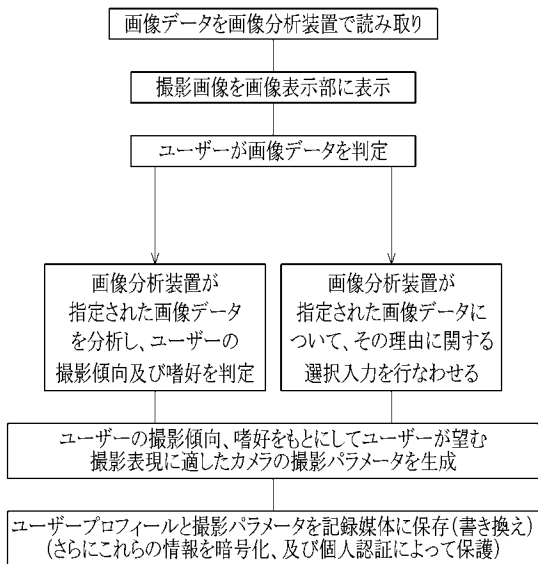 画像データを画像分析装置で読み取り
撮影画像を画像表示部に表示
ユーザーが画像データを判定
画像分析装置が
指定された画像データ
を分析し、ユーザーの
撮影傾向及び嗜好を判定
画像分析装置が
指定された画像データに
ついて、その理由に関する
選択入力を行なわせる
ユーザーの撮影傾向、嗜好をもとにしてユーザーが望む
撮影表現に適したカメラの撮影パラメータを生成
ユーザープロフィールと撮影パラメータを記録媒体に保存(書き換え)
(さらにこれらの情報を暗号化、及び個人認証によって保護)